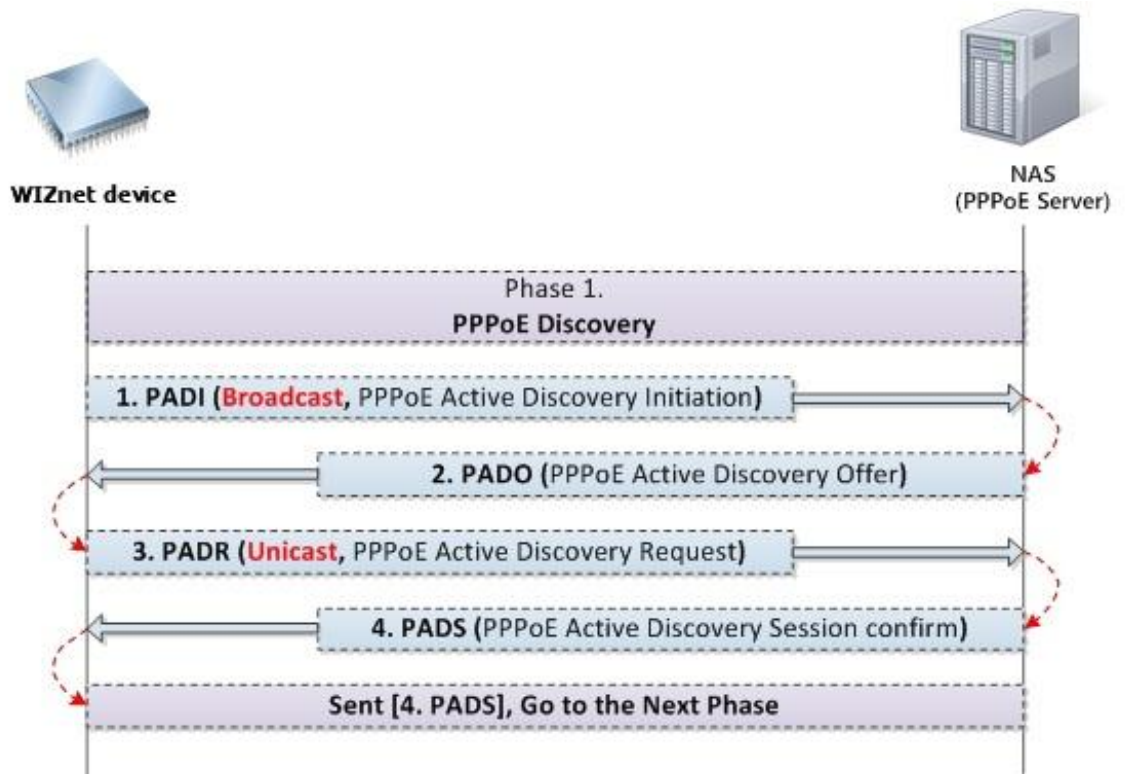 WIZnet device
NAS
(PPPoE Server)
Phase 1.
PPPoE Discovery
1. PADI (Broadcast, PPPoE Active Discovery Initiation)
2. PADO (PPPoE Active Discovery Offer)
3. PADR (Unicast, PPPoE Active Discovery Request)
4. PADS (PPPoE Active Discovery Session confirm)
Sent [4. PADS], Go to the Next Phase